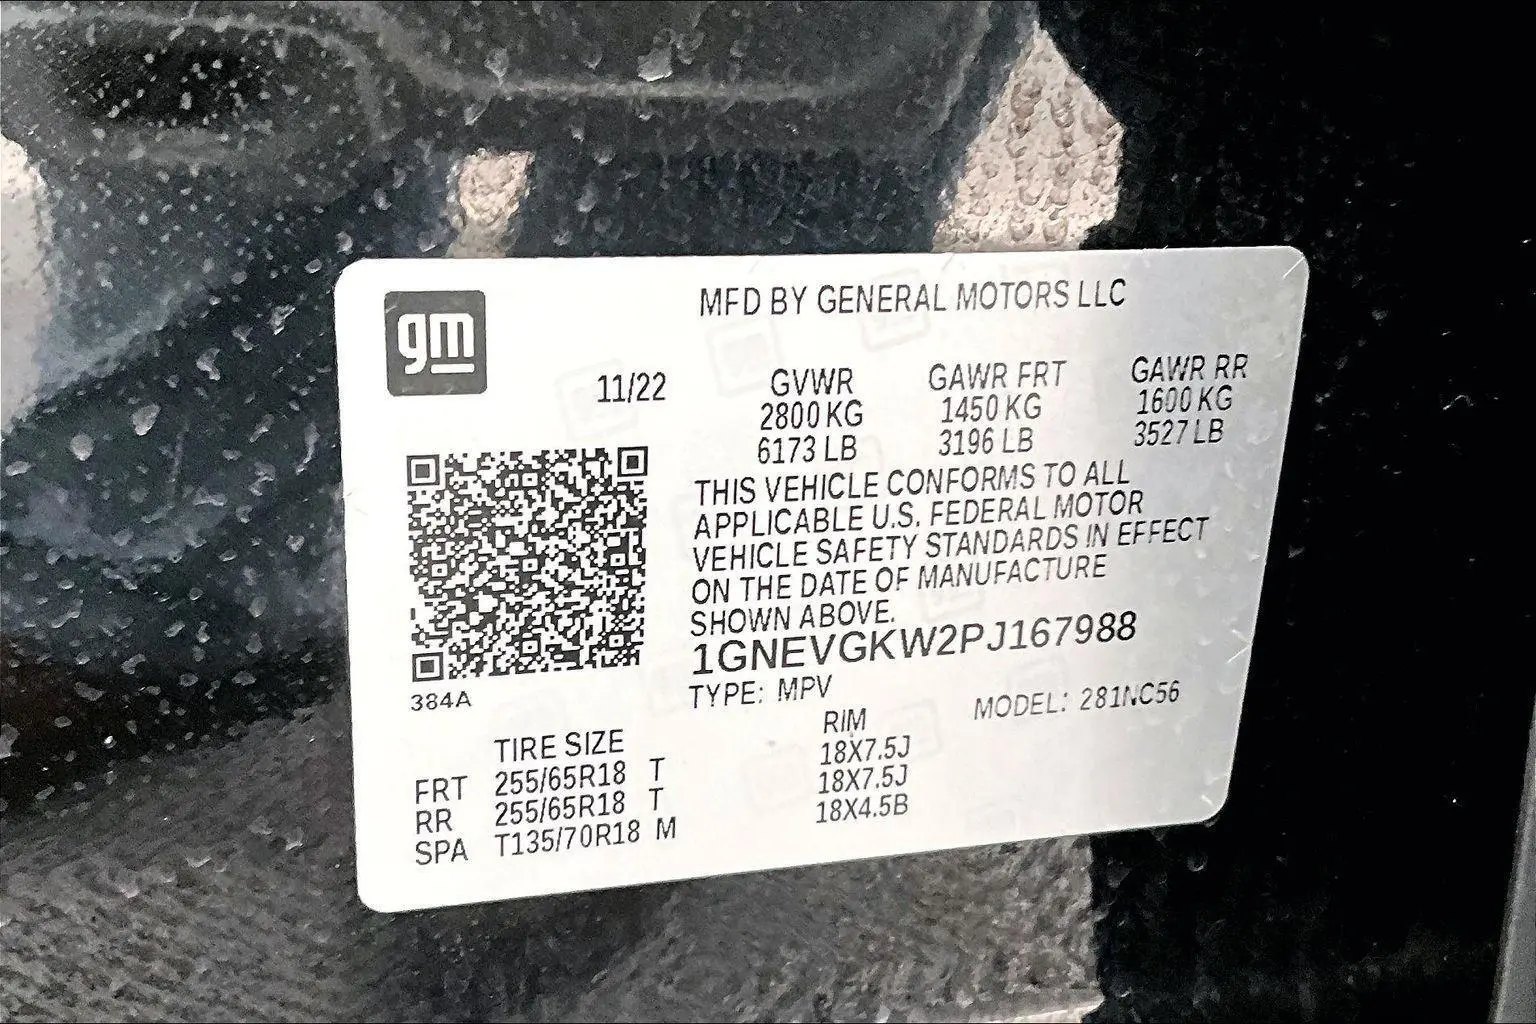 gm
MFD BY GENERAL MOTORS LLC
11/22 GVWR GAWR FRT GAWR RR
2800 KG 1450 KG 1600 KG
6173 LB 3196 LB 3527 LB
THIS VEHICLE CONFORMS TO ALL
APPLICABLE U.S. FEDERAL MOTOR
VEHICLE SAFETY STANDARDS IN EFFECT
ON THE DATE OF MANUFACTURE
SHOWN ABOVE.
1GNEVGKW2PJ167988
384A TYPE: MPV MODEL: 281NC56
TIRE SIZE RIM
FRT 255/65R18 T 18X7.5J
RR 255/65R18 T 18X7.5J
SPA T135/70R18 M 18X4.5B